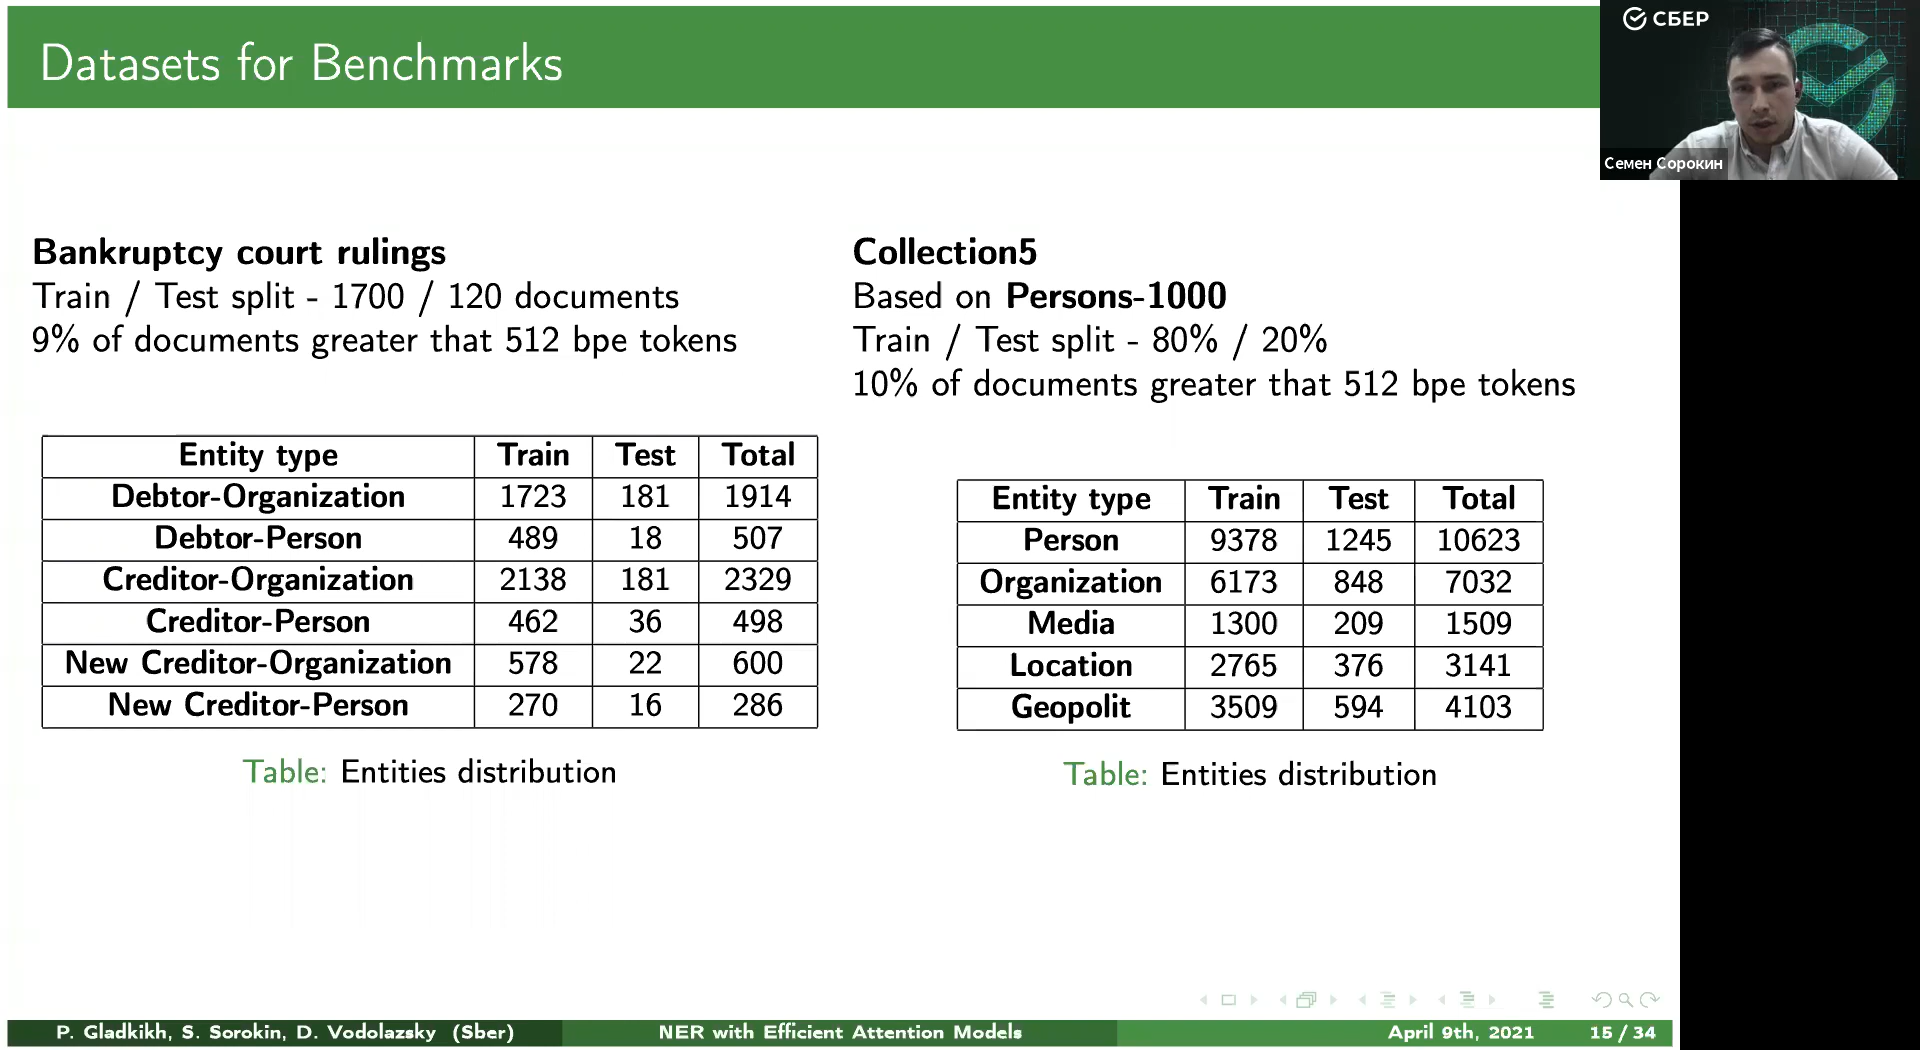 Datasets for Benchmarks
СБЕР
Семен Сорокин
Bankruptcy court rulings
Train / Test split - 1700 / 120 documents
9% of documents greater that 512 bpe tokens
Entity type Train Test Total
Debtor-Organization 1723 181 1914
Debtor-Person 489 18 507
Creditor-Organization 2138 181 2329
Creditor-Person 462 36 498
New Creditor-Organization 578 22 600
New Creditor-Person 270 16 286
Table: Entities distribution
Collection5
Based on Persons-1000
Train / Test split - 80% / 20%
10% of documents greater that 512 bpe tokens
Entity type Train Test Total
Person 9378 1245 10623
Organization 6173 848 7032
Media 1300 209 1509
Location 2765 376 3141
Geopolit 3509 594 4103
Table: Entities distribution
P. Gladkikh, S. Sorokin, D. Vodolazsky (Sber) NER with Efficient Attention Models April 9th, 2021 15 / 34